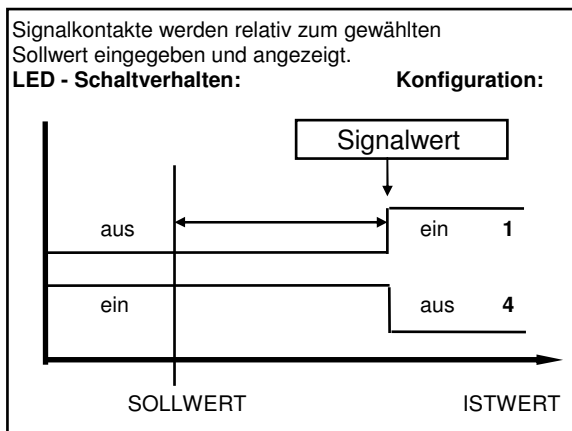 Signalkontakte werden relativ zum gewählten
Sollwert eingegeben und angezeigt.
LED - Schaltverhalten: Konfiguration:
Signalwert
aus ein 1
ein aus 4
SOLLWERT ISTWERT